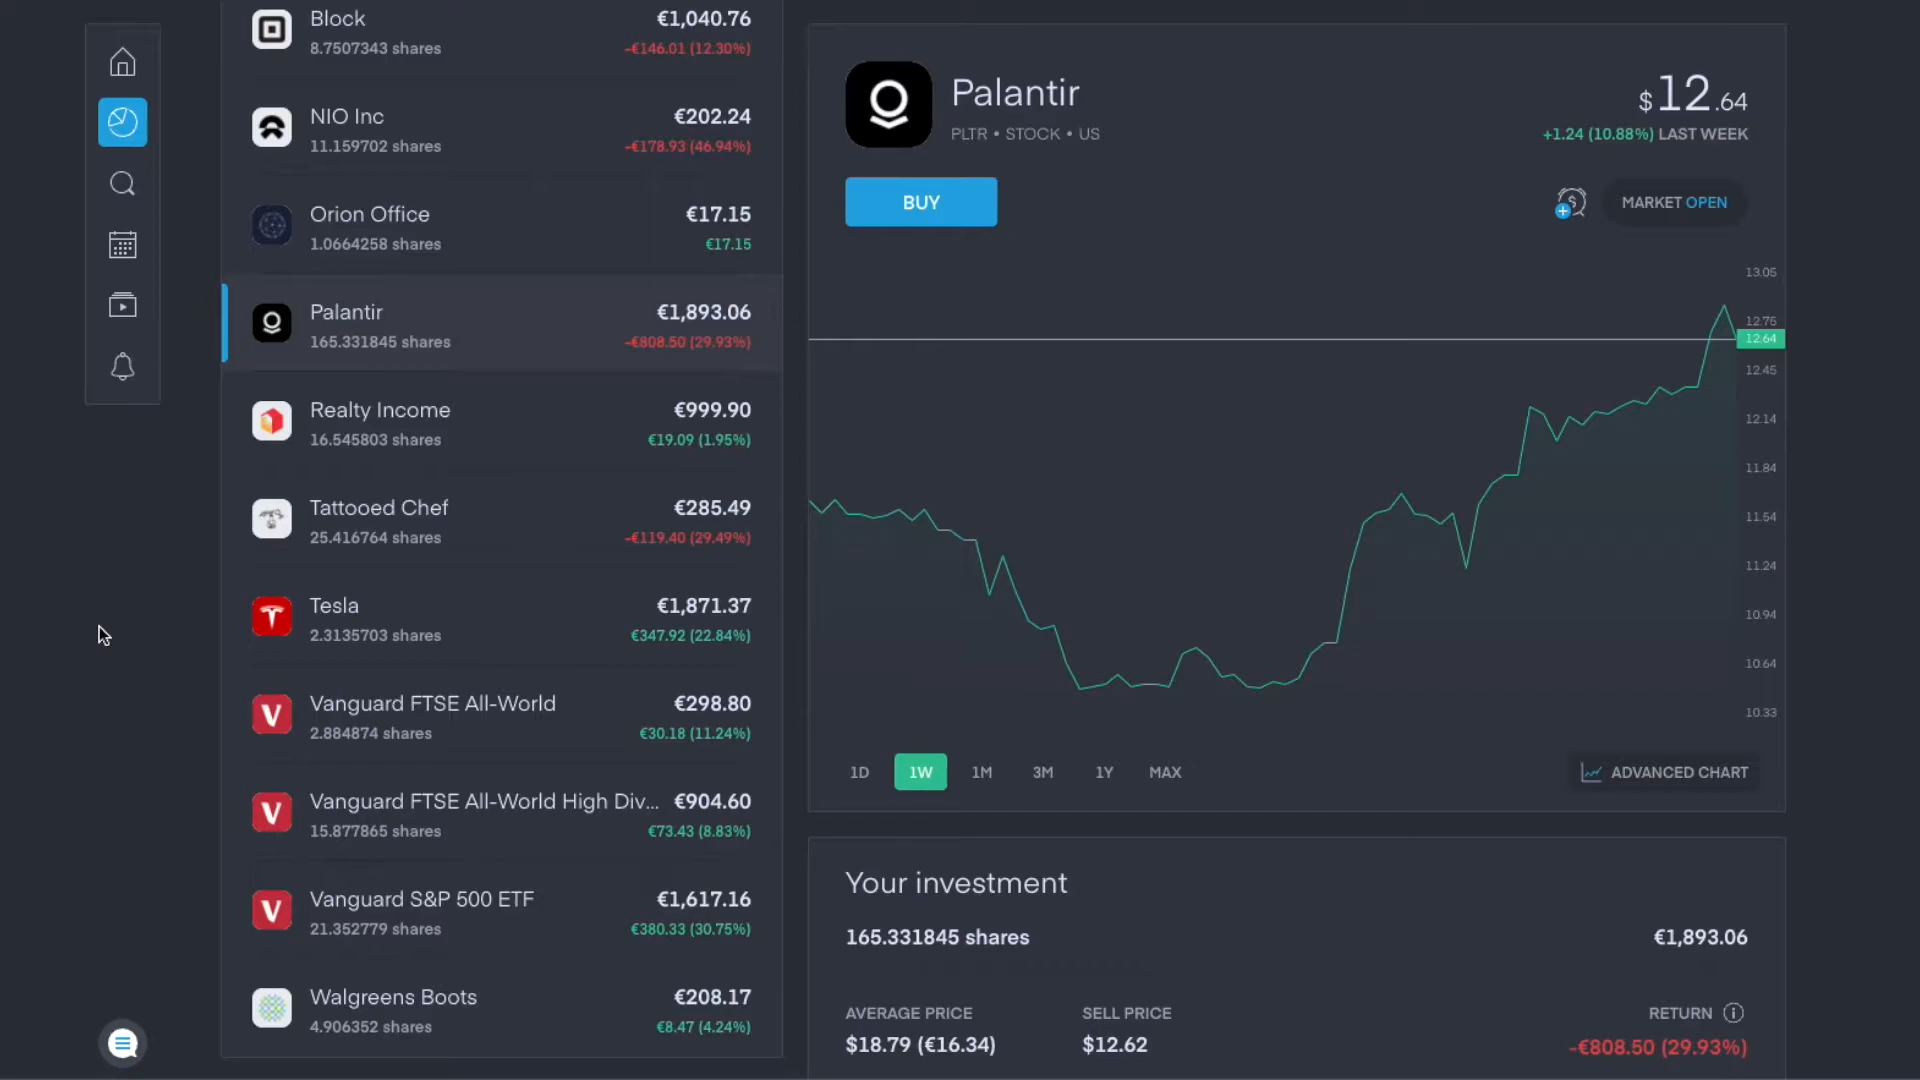 Block
€1,040.76
8.7507343 shares
-€146.01 (12.30%)
NIO Inc
€202.24
11.159702 shares
-€178.93 (46.94%)
Orion Office
€17.15
1.0664258 shares
€17.15
Palantir
€1,893.06
165.331845 shares
-€808.50 (29.93%)
Realty Income
€999.90
16.545803 shares
€19.09 (1.95%)
Tattooed Chef
€285.49
25.416764 shares
-€119.40 (29.49%)
Tesla
€1,871.37
2.3135703 shares
€347.92 (22.84%)
Vanguard FTSE All-World
€298.80
2.884874 shares
€30.18 (11.24%)
Vanguard FTSE All-World High Div...
€904.60
15.877865 shares
€73.43 (8.83%)
Vanguard S&P 500 ETF
€1,617.16
21.352779 shares
€380.33 (30.75%)
Walgreens Boots
€208.17
4.906352 shares
€8.47 (4.24%)
Palantir
PLTR • STOCK • US
$12.64
+1.24 (10.88%) LAST WEEK
BUY
MARKET OPEN
13.05
12.75
12.64
12.45
12.14
11.84
11.54
11.24
10.94
10.64
10.33
1D 1W 1M 3M 1Y MAX
ADVANCED CHART
Your investment
165.331845 shares
€1,893.06
AVERAGE PRICE
$18.79 (€16.34)
SELL PRICE
$12.62
RETURN
-€808.50 (29.93%)